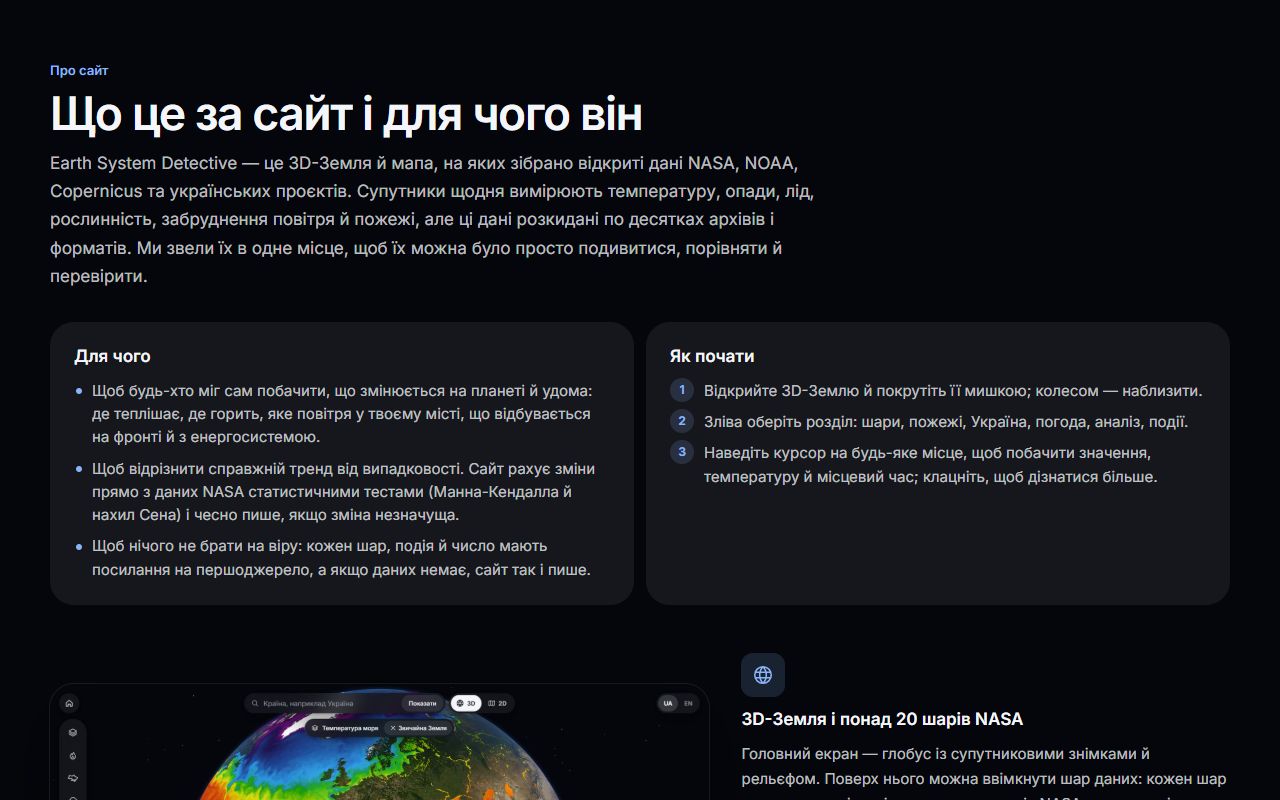 Про сайт
Що це за сайт і для чого він
Earth System Detective — це 3D-Земля й мапа, на яких зібрано відкриті дані NASA, NOAA,
Copernicus та українських проєктів. Супутники щодня вимірюють температуру, опади, лід,
рослинність, забруднення повітря й пожежі, але ці дані розкидані по десятках архівів і
форматів. Ми звели їх в одне місце, щоб їх можна було просто подивитися, порівняти й
перевірити.
Для чого
Щоб будь-хто міг сам побачити, що змінюється на планеті й удома:
де теплішає, де горить, яке повітря у твоєму місті, що відбувається
на фронті й з енергосистемою.
Щоб відрізнити справжній тренд від випадковості. Сайт рахує зміни
прямо з даних NASA статистичними тестами (Манна-Кендалла й
нахил Сена) і чесно пише, якщо зміна незначуща.
Щоб нічого не брати на віру: кожен шар, подія й число мають
посилання на першоджерело, а якщо даних немає, сайт так і пише.
Як почати
1 Відкрийте 3D-Землю й покрутіть її мишкою; колесом — наблизити.
2 Зліва оберіть розділ: шари, пожежі, Україна, погода, аналіз, події.
3 Наведіть курсор на будь-яке місце, щоб побачити значення,
температуру й місцевий час; клацніть, щоб дізнатися більше.
Країна, наприклад Україна Показати 3D 2D UA EN
Температура моря × Звичайна Земля
3D-Земля і понад 20 шарів NASA
Головний екран — глобус із супутниковими знімками й
рельєфом. Поверх нього можна ввімкнути шар даних: кожен шар